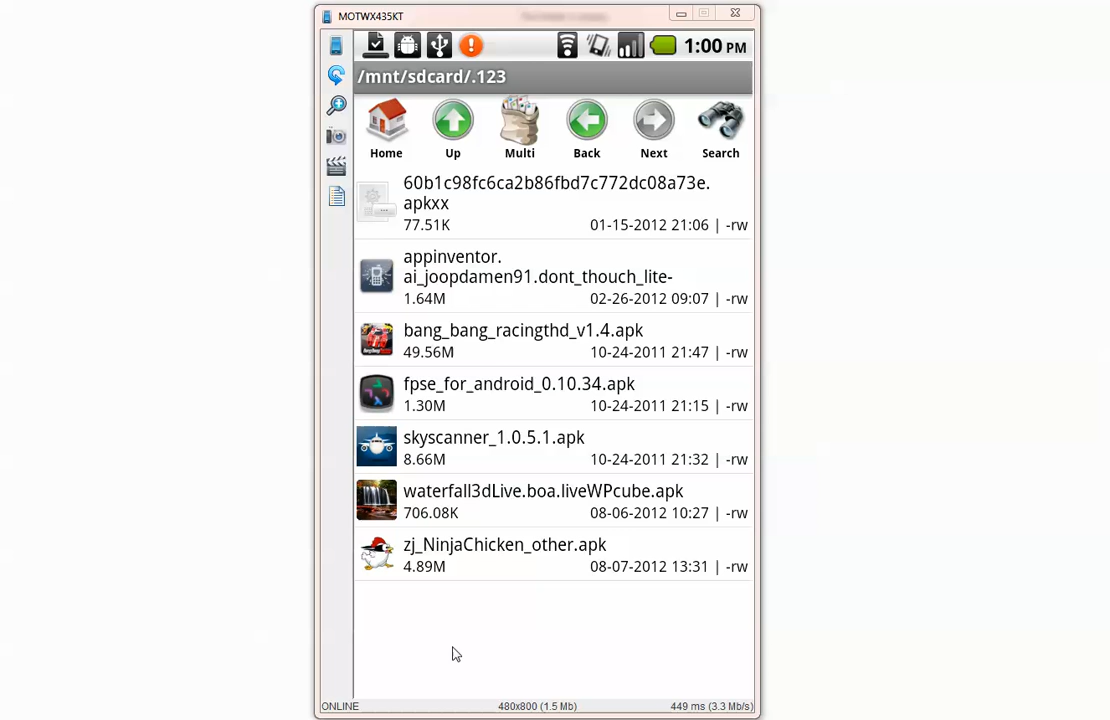 MOTWX435KT
1:00 PM
/mnt/sdcard/.123
Home Up Multi Back Next Search
60b1c98fc6ca2b86fbd7c772dc08a73e.
apkxx
77.51K 01-15-2012 21:06 | -rw
appinventor.
ai_joopdamen91.dont_thouch_lite-
1.64M 02-26-2012 09:07 | -rw
bang_bang_racingthd_v1.4.apk
49.56M 10-24-2011 21:47 | -rw
fpse_for_android_0.10.34.apk
1.30M 10-24-2011 21:15 | -rw
skyscanner_1.0.5.1.apk
8.66M 10-24-2011 21:32 | -rw
waterfall3dLive.boa.liveWPcube.apk
706.08K 08-06-2012 10:27 | -rw
zj_NinjaChicken_other.apk
4.89M 08-07-2012 13:31 | -rw
ONLINE 480x800 (1.5 Mb) 449 ms (3.3 Mb/s)